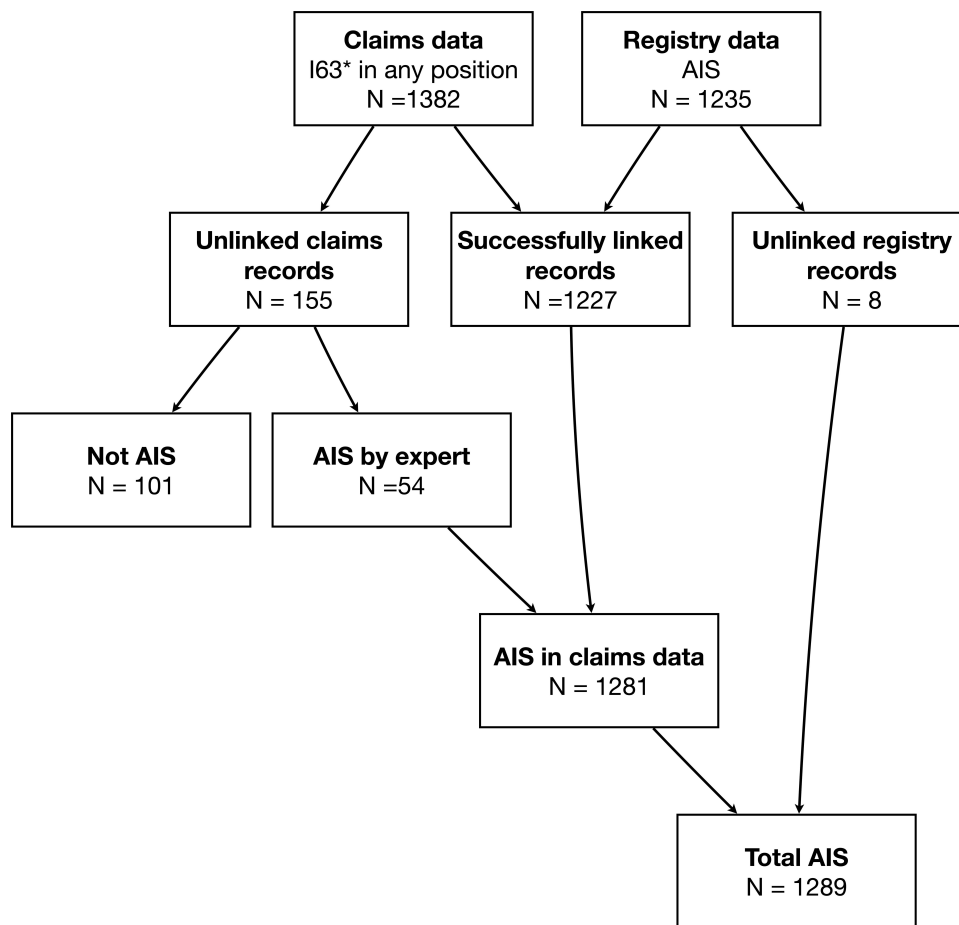 Claims data
I63* in any position
N =1382
Registry data
AIS
N = 1235
Unlinked claims
records
N = 155
Successfully linked
records
N =1227
Unlinked registry
records
N = 8
Not AIS
N = 101
AIS by expert
N =54
AIS in claims data
N = 1281
Total AIS
N = 1289